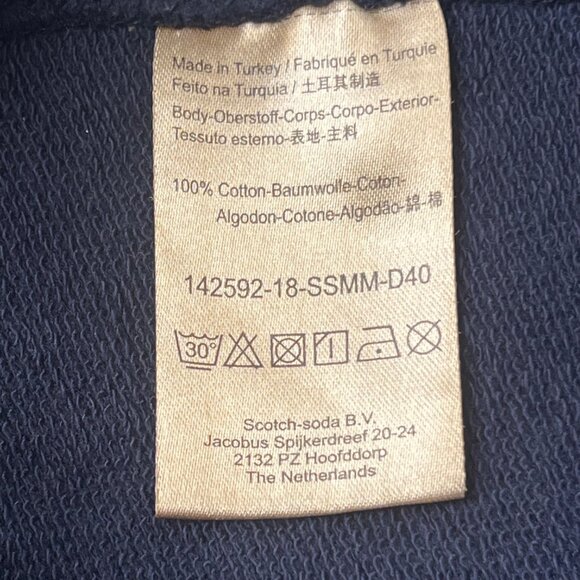 Made in Turkey / Fabriqué en Turquie
Feito na Turquia / 土耳其制造
Body-Oberstoff-Corps-Corpo-Exterior-
Tessuto esterno-表地-主料
100% Cotton-Baumwolle-Coton-
Algodon-Cotone-Algodão-綿-棉
142592-18-SSMM-D40
30°
Scotch-soda B.V.
Jacobus Spijkerdreef 20-24
2132 PZ Hoofddorp
The Netherlands